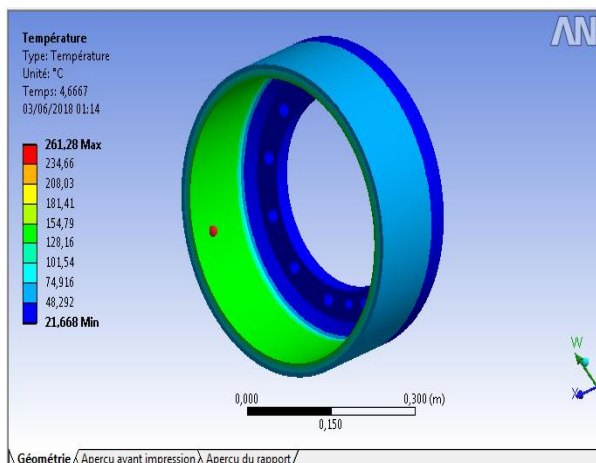 Température
Type: Température
Unité: °C
Temps: 4,6667
03/06/2018 01:14
261,28 Max
234,66
208,03
181,41
154,79
128,16
101,54
74,916
48,292
21,668 Min
AN
0,000
0,300 (m)
0,150
X
Géométrie
Aperçu avant impression
Aperçu du rapport